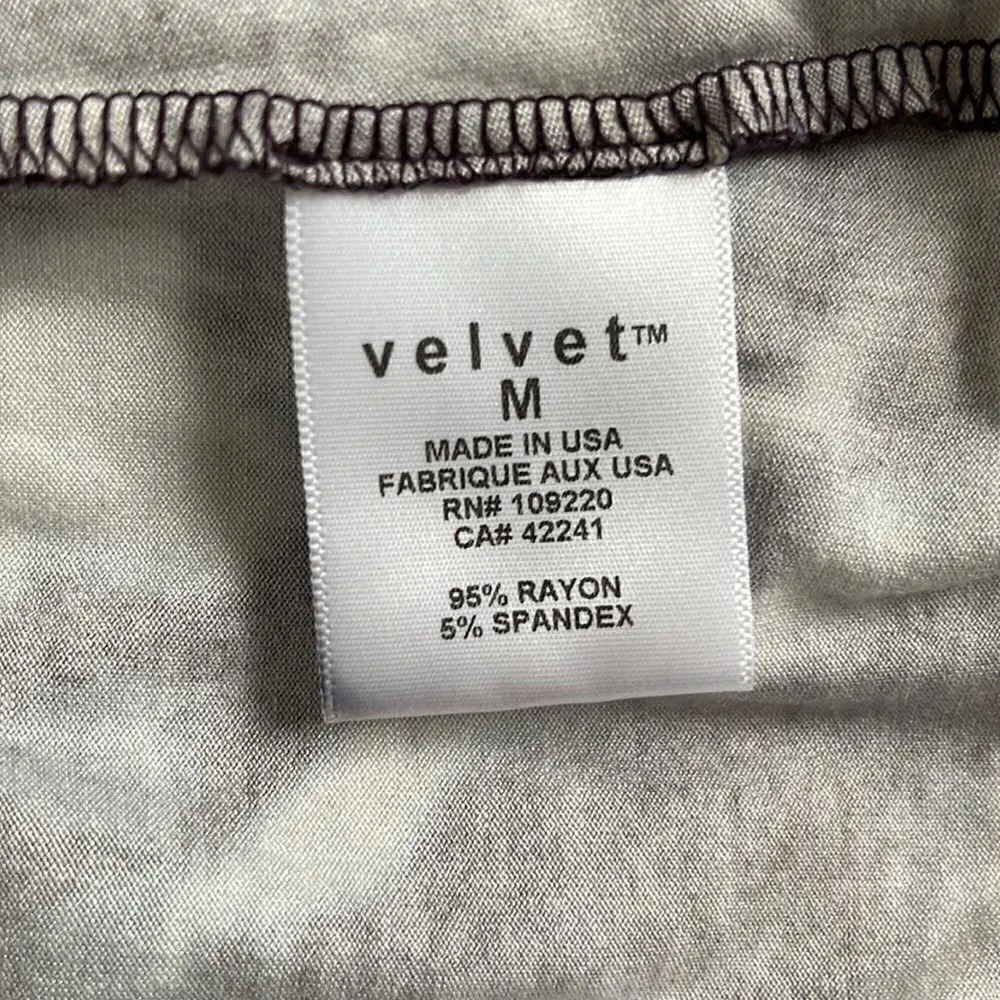 velvet™
M
MADE IN USA
FABRIQUE AUX USA
RN# 109220
CA# 42241
95% RAYON
5% SPANDEX